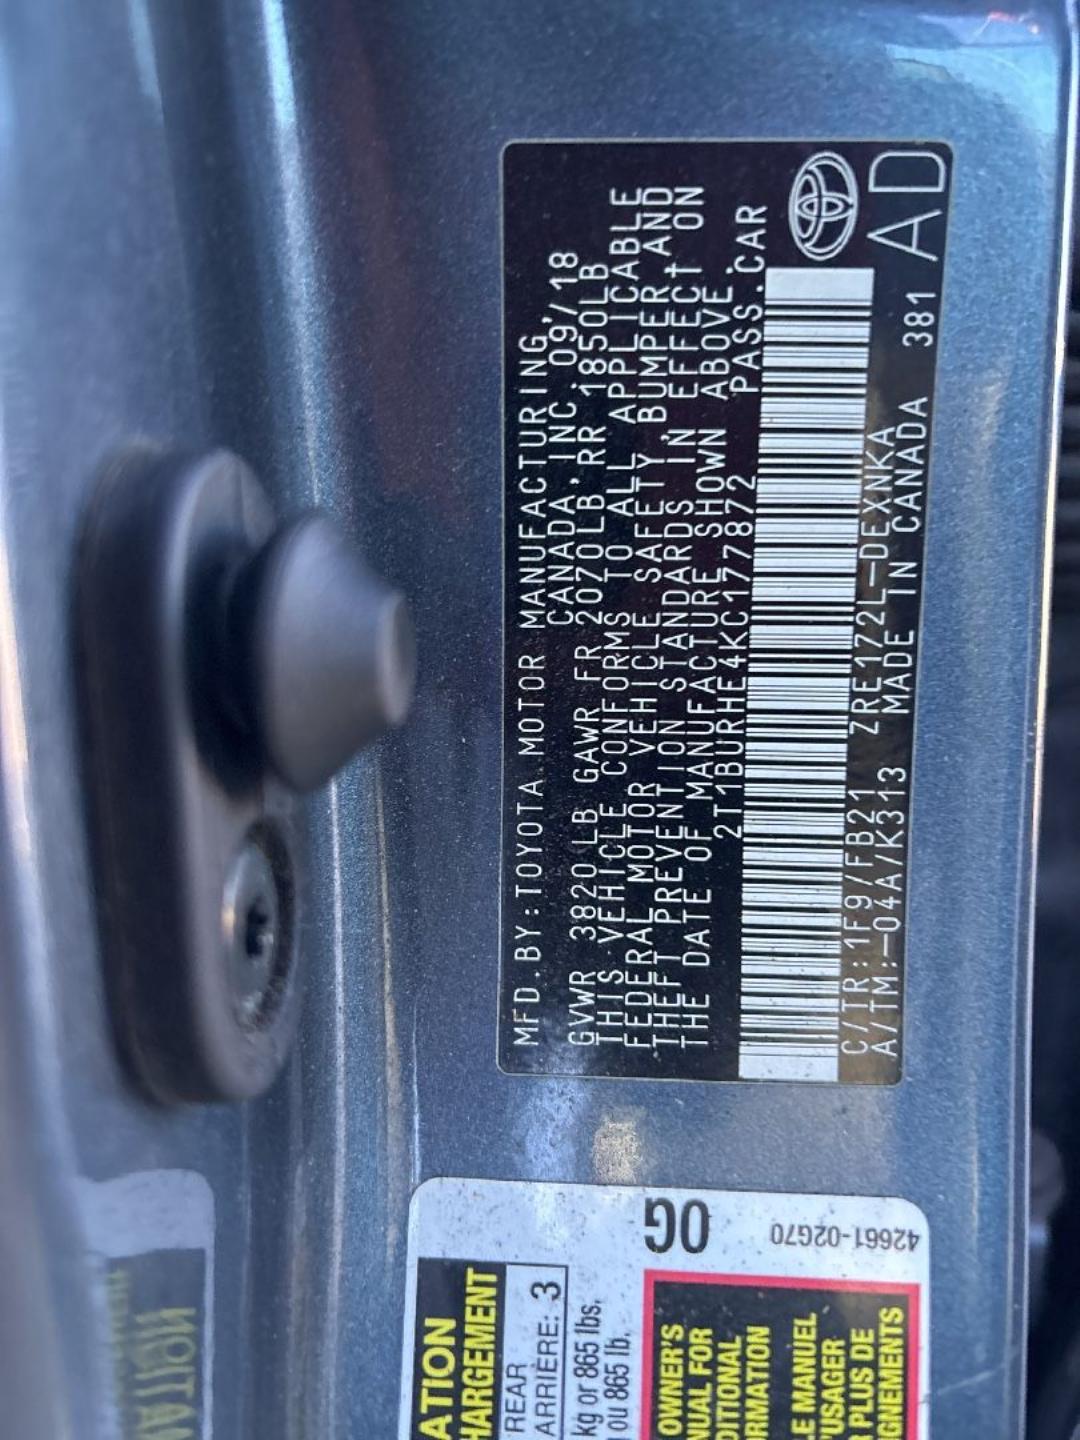 MFD.BY:TOYOTA MOTOR MANUFACTURING,
CANADA, INC. 09/18
GVWR 3820LB GAWR FR 2070LB, RR 1850LB
THIS VEHICLE CONFORMS TO ALL APPLICABLE
FEDERAL MOTOR VEHICLE SAFETY, BUMPER, AND
THEFT PREVENTION STANDARDS IN EFFECT ON
THE DATE OF MANUFACTURE SHOWN ABOVE.
2T1BURHE4KC177872 PASS.CAR
C/TR:1F9/FB21 ZRE172L-DEXNKA
A/TM:-04A/K313 MADE IN CANADA 381
AD
0G
42661-02G70
ATION
HARGEMENT
REAR
ARRIÈRE: 3
kg or 865 lbs.
ou 865 lb.
OWNER'S
NUAL FOR
DITIONAL
ORMATION
LE MANUEL
'USAGER
R PLUS DE
IGNEMENTS